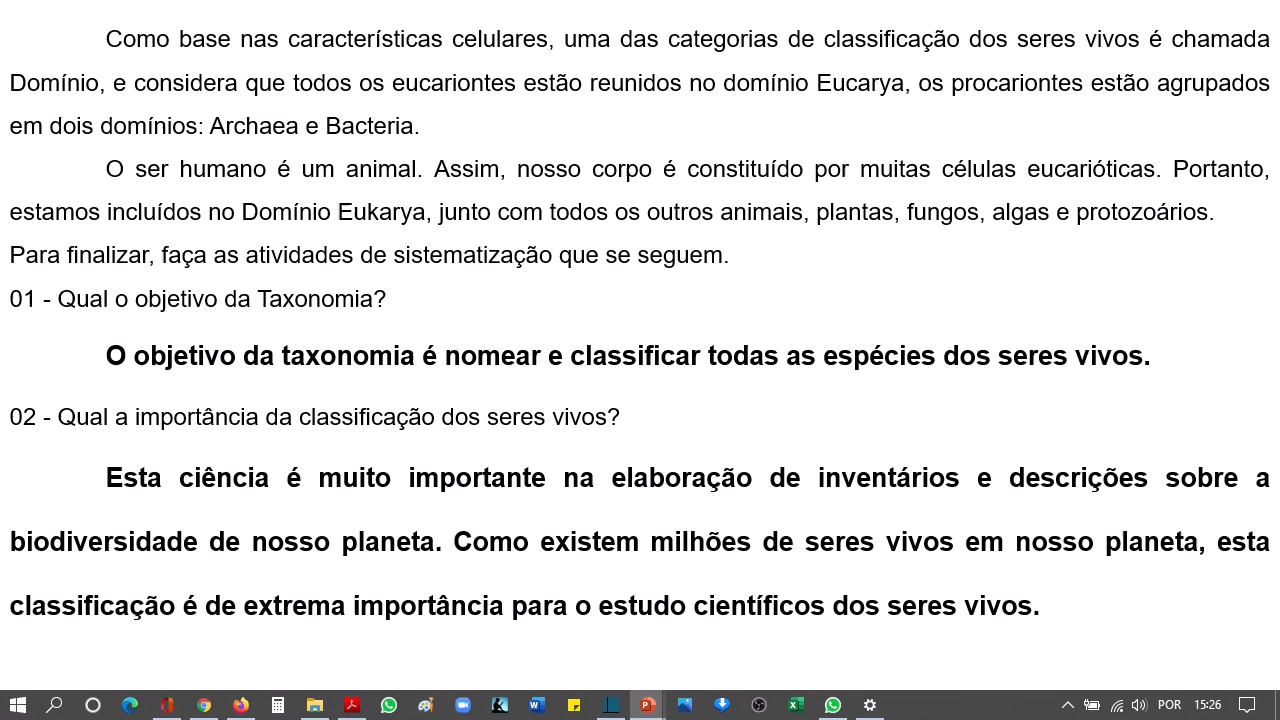 Como base nas características celulares, uma das categorias de classificação dos seres vivos é chamada
Domínio, e considera que todos os eucariontes estão reunidos no domínio Eucarya, os procariontes estão agrupados
em dois domínios: Archaea e Bacteria.
O ser humano é um animal. Assim, nosso corpo é constituído por muitas células eucarióticas. Portanto,
estamos incluídos no Domínio Eukarya, junto com todos os outros animais, plantas, fungos, algas e protozoários.
Para finalizar, faça as atividades de sistematização que se seguem.
01 - Qual o objetivo da Taxonomia?
O objetivo da taxonomia é nomear e classificar todas as espécies dos seres vivos.
02 - Qual a importância da classificação dos seres vivos?
Esta ciência é muito importante na elaboração de inventários e descrições sobre a
biodiversidade de nosso planeta. Como existem milhões de seres vivos em nosso planeta, esta
classificação é de extrema importância para o estudo científicos dos seres vivos.
POR 15:26